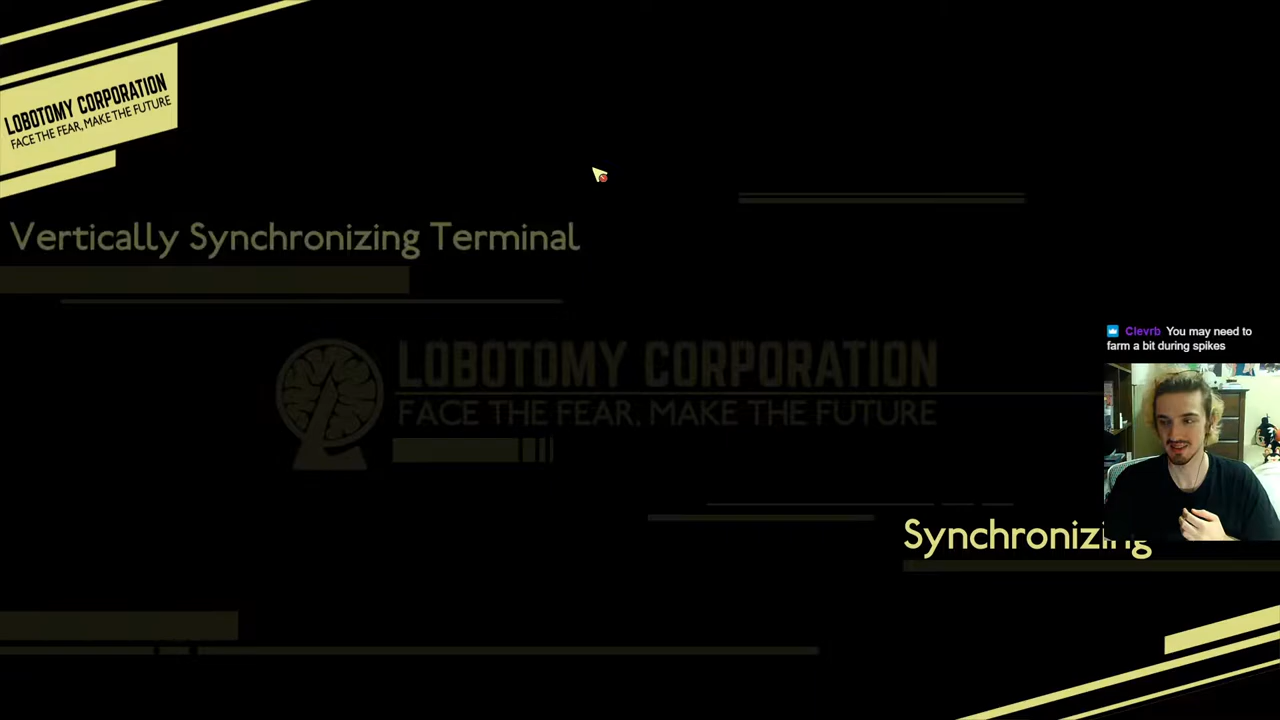 LOBOTOMY CORPORATION
FACE THE FEAR, MAKE THE FUTURE
Vertically Synchronizing Terminal
Clevrb You may need to
farm a bit during spikes
LOBOTOMY CORPORATION
FACE THE FEAR, MAKE THE FUTURE
Synchronizing